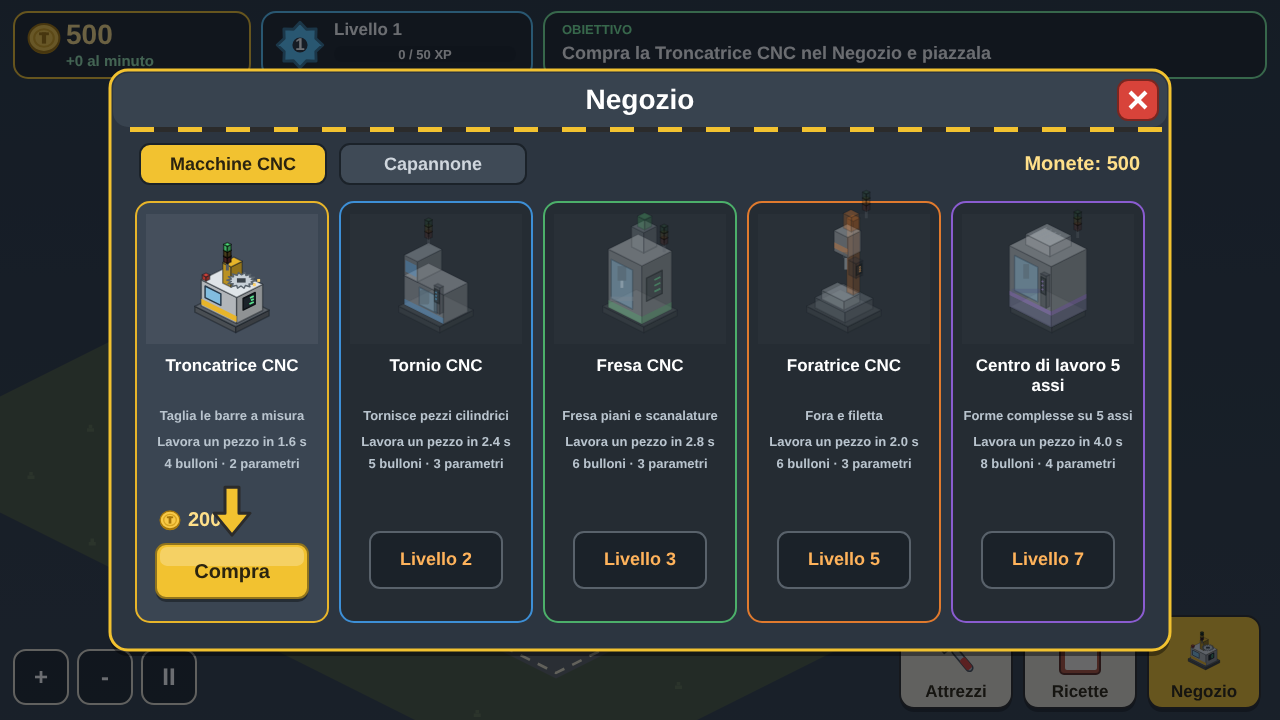 500
+0 al minuto
1
Livello 1
0 / 50 XP
OBIETTIVO
Compra la Troncatrice CNC nel Negozio e piazzala
Negozio
Macchine CNC
Capannone
Monete: 500
Troncatrice CNC
Taglia le barre a misura
Lavora un pezzo in 1.6 s
4 bulloni · 2 parametri
200
Compra
Tornio CNC
Tornisce pezzi cilindrici
Lavora un pezzo in 2.4 s
5 bulloni · 3 parametri
Livello 2
Fresa CNC
Fresa piani e scanalature
Lavora un pezzo in 2.8 s
6 bulloni · 3 parametri
Livello 3
Foratrice CNC
Fora e filetta
Lavora un pezzo in 2.0 s
6 bulloni · 3 parametri
Livello 5
Centro di lavoro 5
assi
Forme complesse su 5 assi
Lavora un pezzo in 4.0 s
8 bulloni · 4 parametri
Livello 7
+
-
Attrezzi
Ricette
Negozio